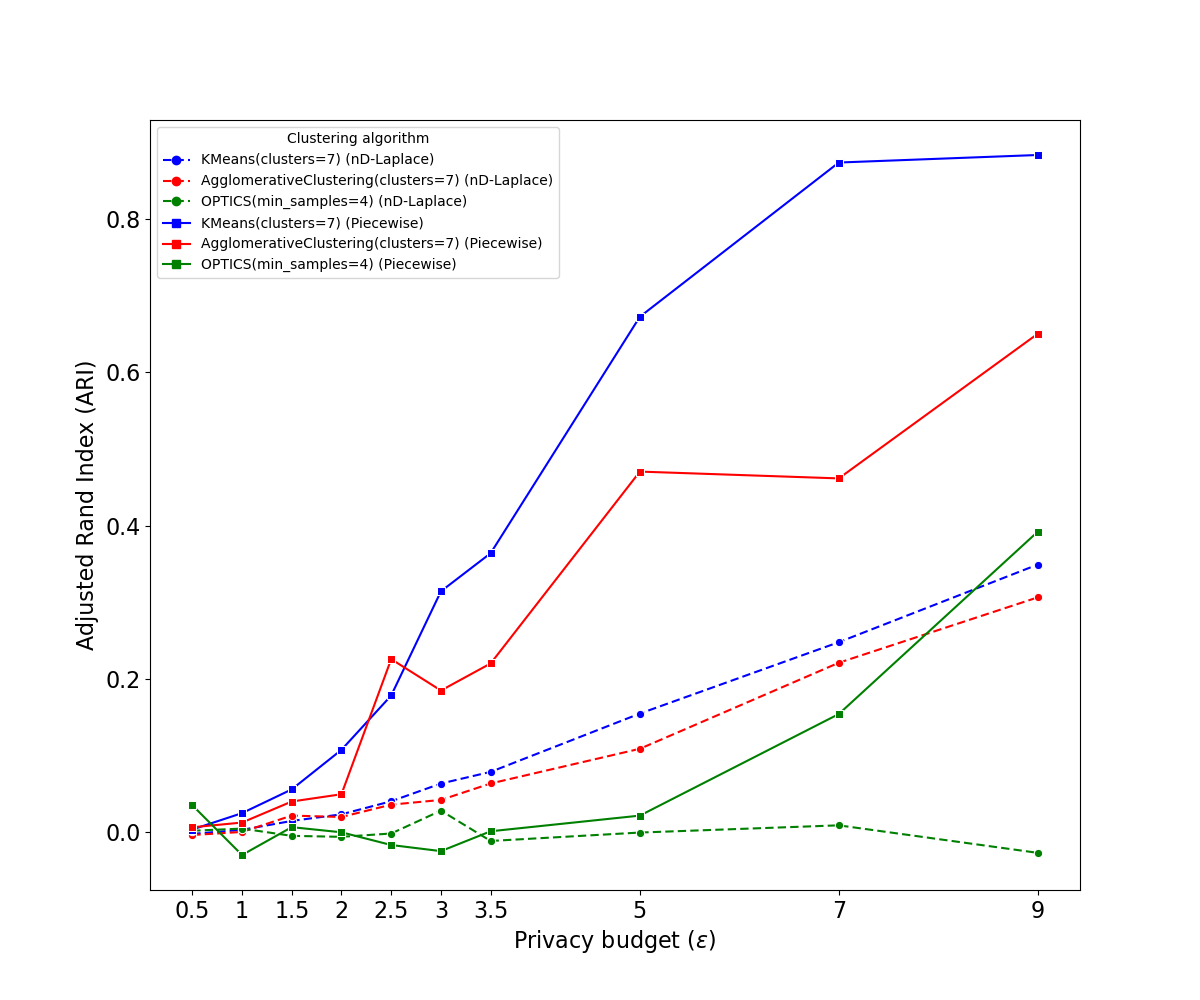 Clustering algorithm
KMeans(clusters=7) (nD-Laplace)
AgglomerativeClustering(clusters=7) (nD-Laplace)
OPTICS(min_samples=4) (nD-Laplace)
KMeans(clusters=7) (Piecewise)
AgglomerativeClustering(clusters=7) (Piecewise)
OPTICS(min_samples=4) (Piecewise)
Adjusted Rand Index (ARI)
0.8
0.6
0.4
0.2
0.0
0.5 1 1.5 2 2.5 3 3.5 5 7 9
Privacy budget (ε)